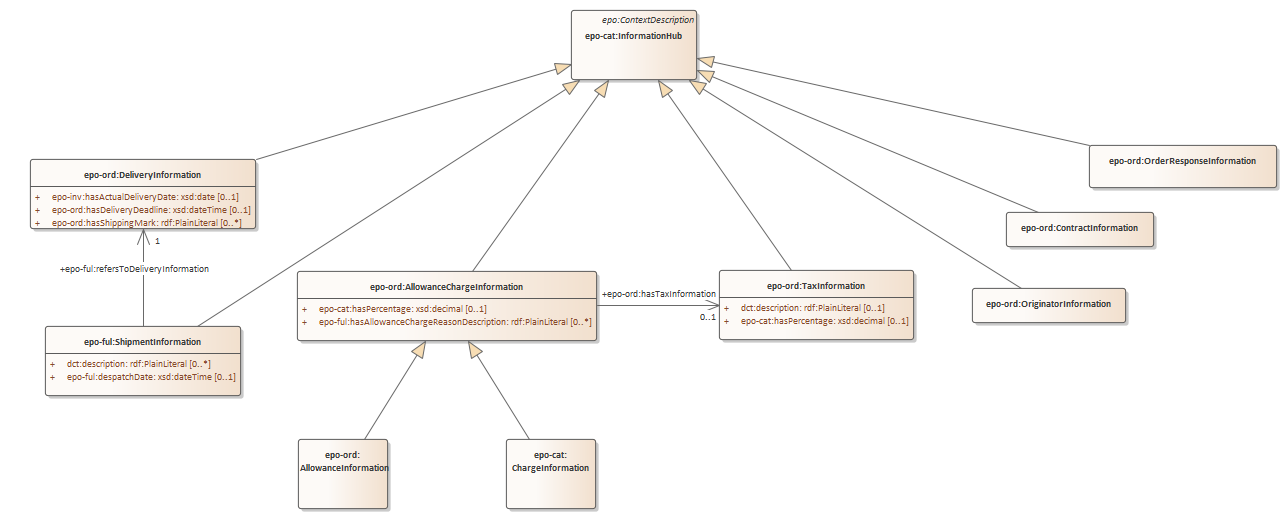 epo:ContextDescription
epo-cat:InformationHub
epo-ord:DeliveryInformation
+ epo-inv:hasActualDeliveryDate: xsd:date [0..1]
+ epo-ord:hasDeliveryDeadline: xsd:dateTime [0..1]
+ epo-ord:hasShippingMark: rdf:PlainLiteral [0..*]
epo-ord:OrderResponseInformation
epo-ord:ContractInformation
1
+epo-ful:refersToDeliveryInformation
epo-ord:AllowanceChargeInformation
+ epo-cat:hasPercentage: xsd:decimal [0..1]
+ epo-ful:hasAllowanceChargeReasonDescription: rdf:PlainLiteral [0..*]
+epo-ord:hasTaxInformation
0..1
epo-ord:TaxInformation
+ dct:description: rdf:PlainLiteral [0..1]
+ epo-cat:hasPercentage: xsd:decimal [0..1]
epo-ord:OriginatorInformation
epo-ful:ShipmentInformation
+ dct:description: rdf:PlainLiteral [0..*]
+ epo-ful:despatchDate: xsd:dateTime [0..1]
epo-ord:
AllowanceInformation
epo-cat:
ChargeInformation